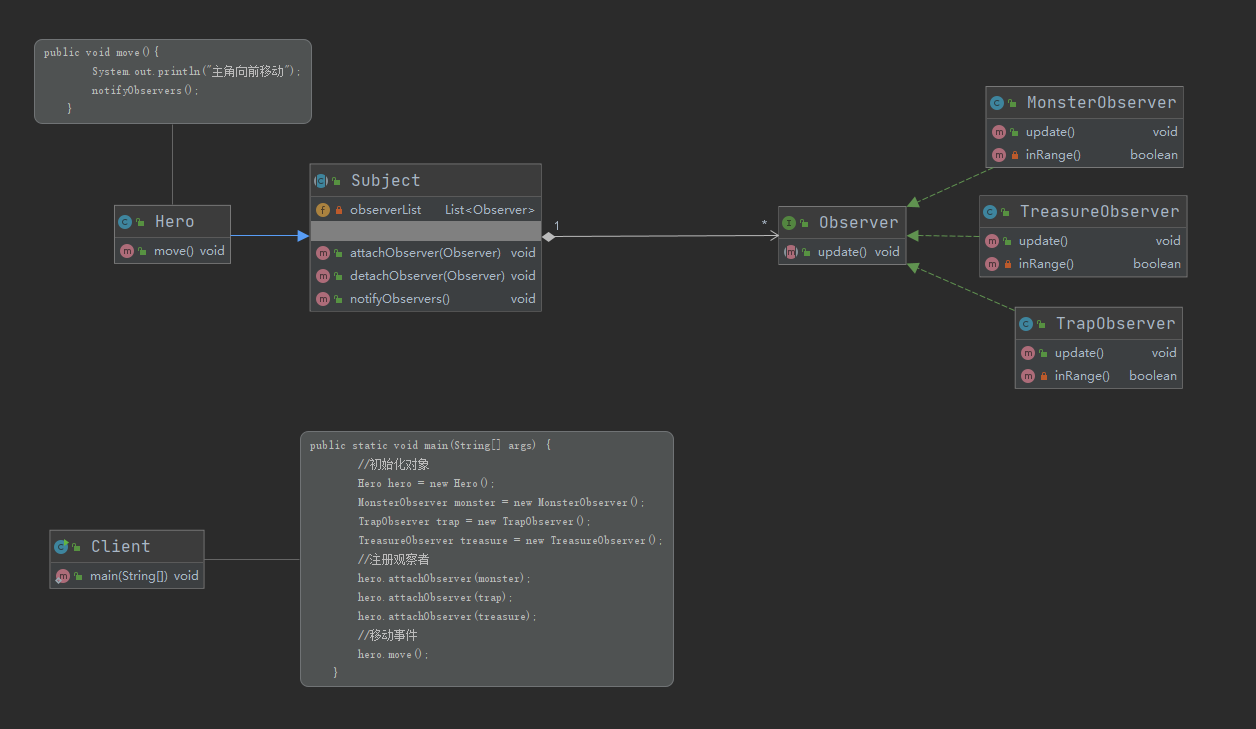 public void move() {
System.out.println("主角向前移动");
notifyObservers();
}
Hero
move() void
Subject
observerList List<Observer>
attachObserver(Observer) void
detachObserver(Observer) void
notifyObservers() void
1
*
Observer
update() void
MonsterObserver
update() void
inRange() boolean
TreasureObserver
update() void
inRange() boolean
TrapObserver
update() void
inRange() boolean
Client
main(String[]) void
public static void main(String[] args) {
//初始化对象
Hero hero = new Hero();
MonsterObserver monster = new MonsterObserver();
TrapObserver trap = new TrapObserver();
TreasureObserver treasure = new TreasureObserver();
//注册观察者
hero.attachObserver(monster);
hero.attachObserver(trap);
hero.attachObserver(treasure);
//移动事件
hero.move();
}